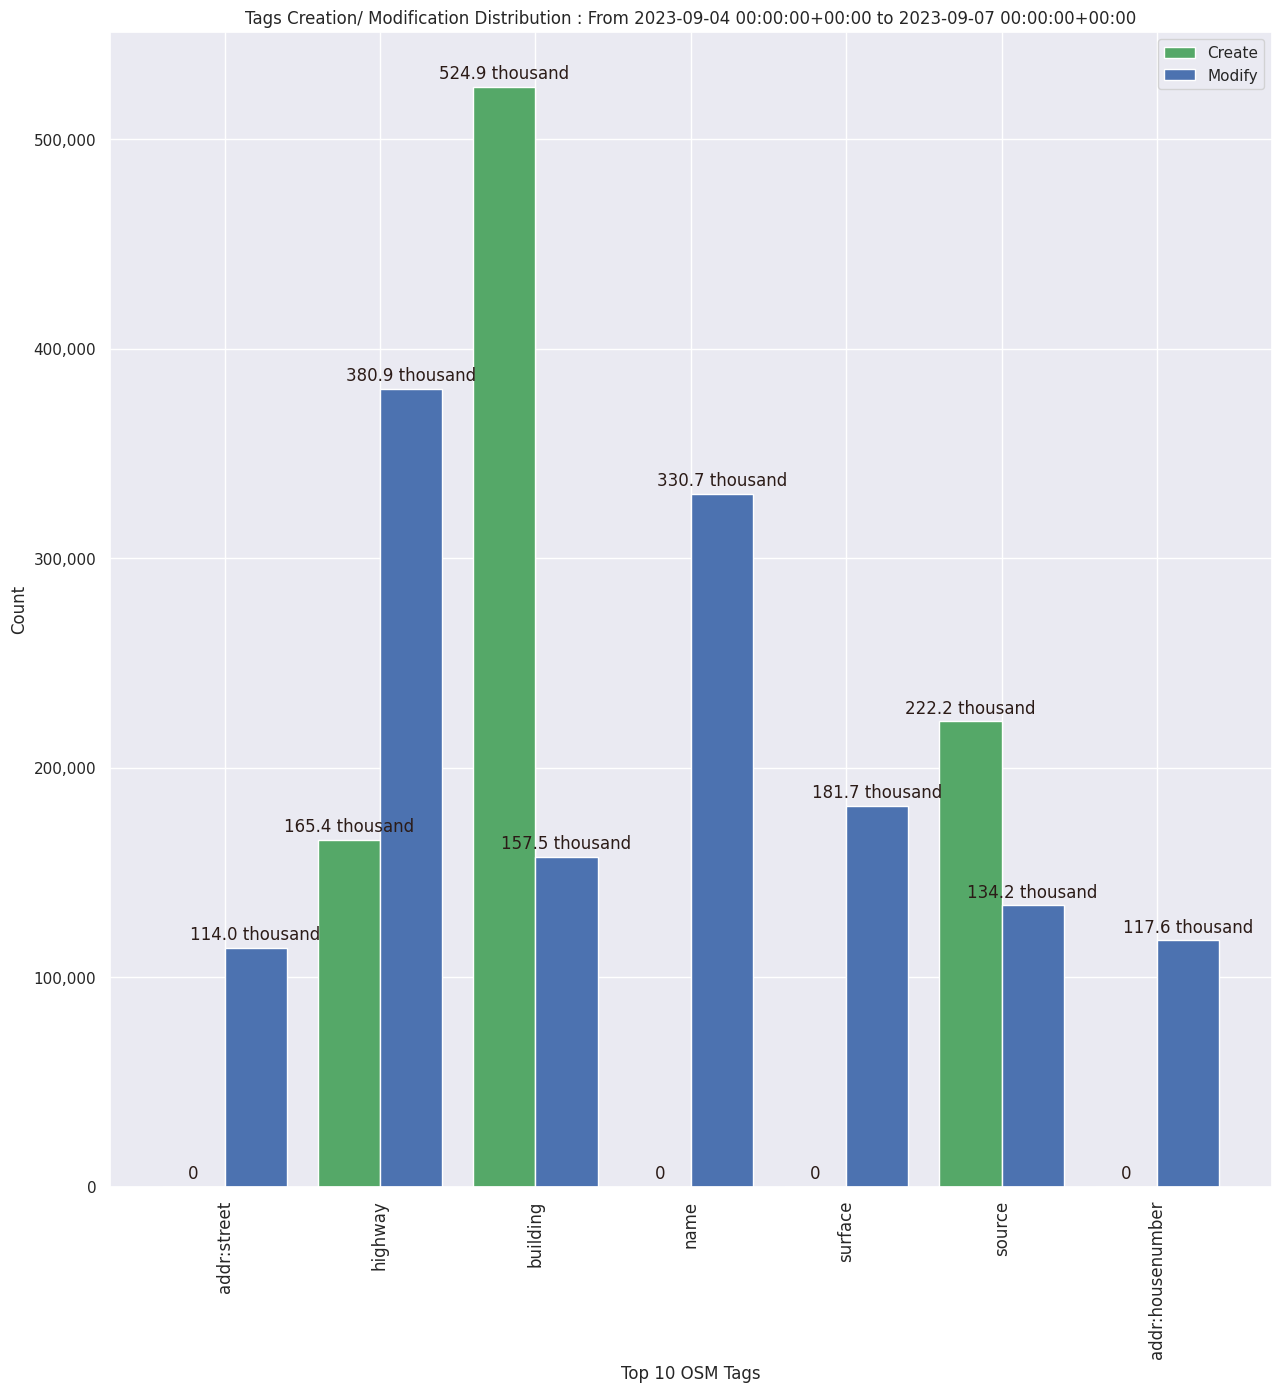 Tags Creation/ Modification Distribution : From 2023-09-04 00:00:00+00:00 to 2023-09-07 00:00:00+00:00
Create
Modify
524.9 thousand
500,000
400,000
380.9 thousand
330.7 thousand
300,000
Count
222.2 thousand
200,000
181.7 thousand
165.4 thousand
157.5 thousand
134.2 thousand
117.6 thousand
114.0 thousand
100,000
0
0
0
0
0
addr:street
highway
building
name
surface
source
addr:housenumber
Top 10 OSM Tags